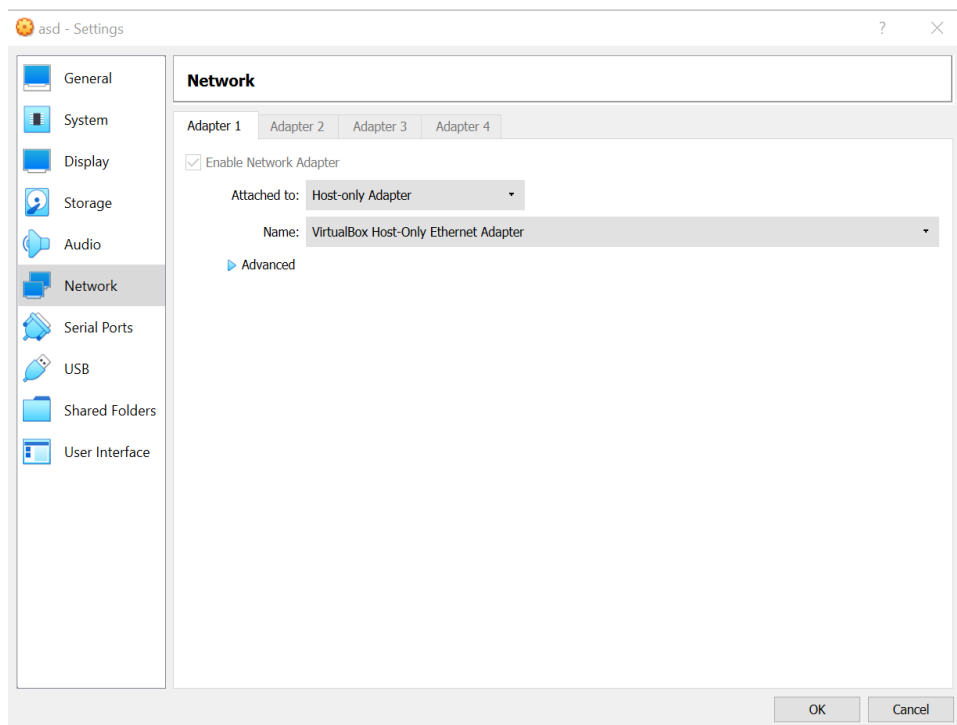 asd - Settings
?
General
System
Display
Storage
Audio
Network
Serial Ports
USB
Shared Folders
User Interface
Network
Adapter 1 Adapter 2 Adapter 3 Adapter 4
Enable Network Adapter
Attached to: Host-only Adapter
Name: VirtualBox Host-Only Ethernet Adapter
Advanced
OK Cancel